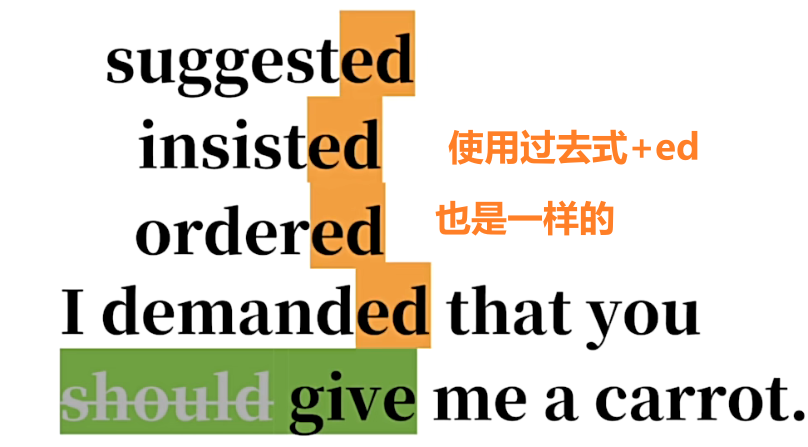 suggested
insisted
使用过去式+ed
ordered
也是一样的
I demanded that you
should give me a carrot.